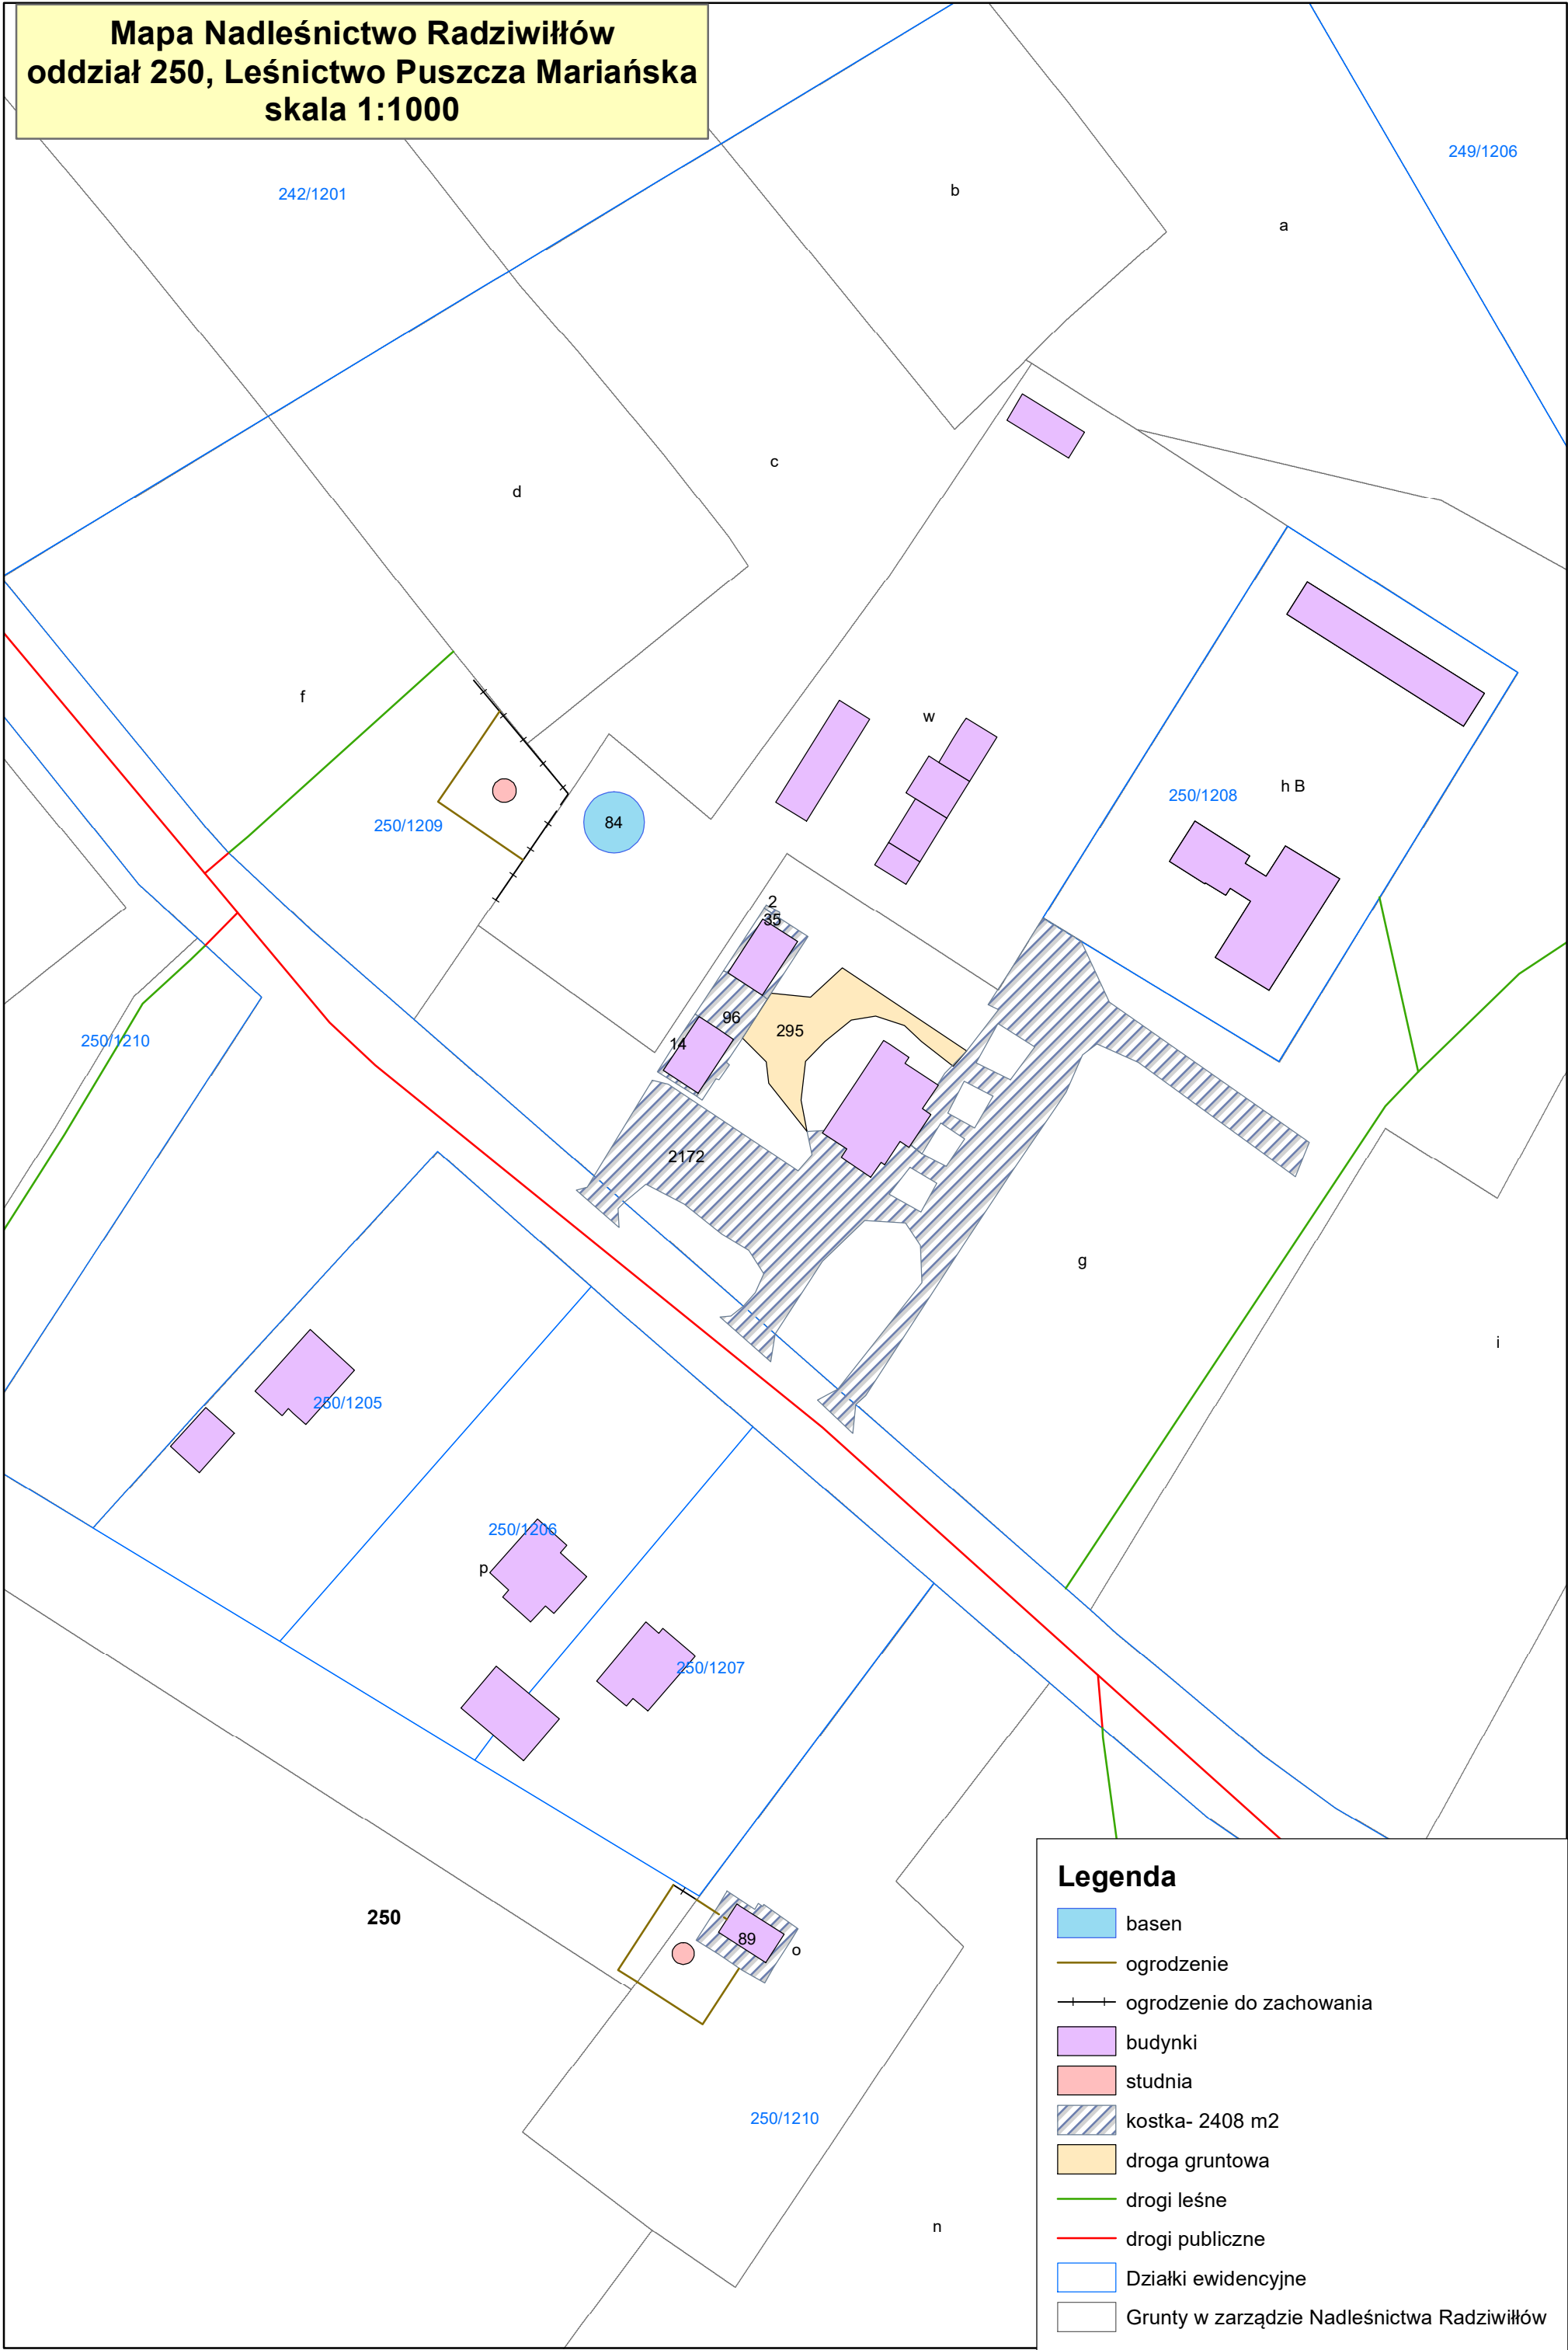 Mapa Nadleśnictwo Radziwiłłów
oddział 250, Leśnictwo Puszcza Mariańska
skala 1:1000
249/1206
242/1201
b
a
c
d
f
w
h B
250/1208
250/1209
84
2
35
96
295
14
250/1210
2172
g
i
250/1205
250/1206
p
250/1207
250
89
o
250/1210
n
Legenda
basen
ogrodzenie
ogrodzenie do zachowania
budynki
studnia
kostka- 2408 m2
droga gruntowa
drogi leśne
drogi publiczne
Działki ewidencyjne
Grunty w zarządzie Nadleśnictwa Radziwiłłów